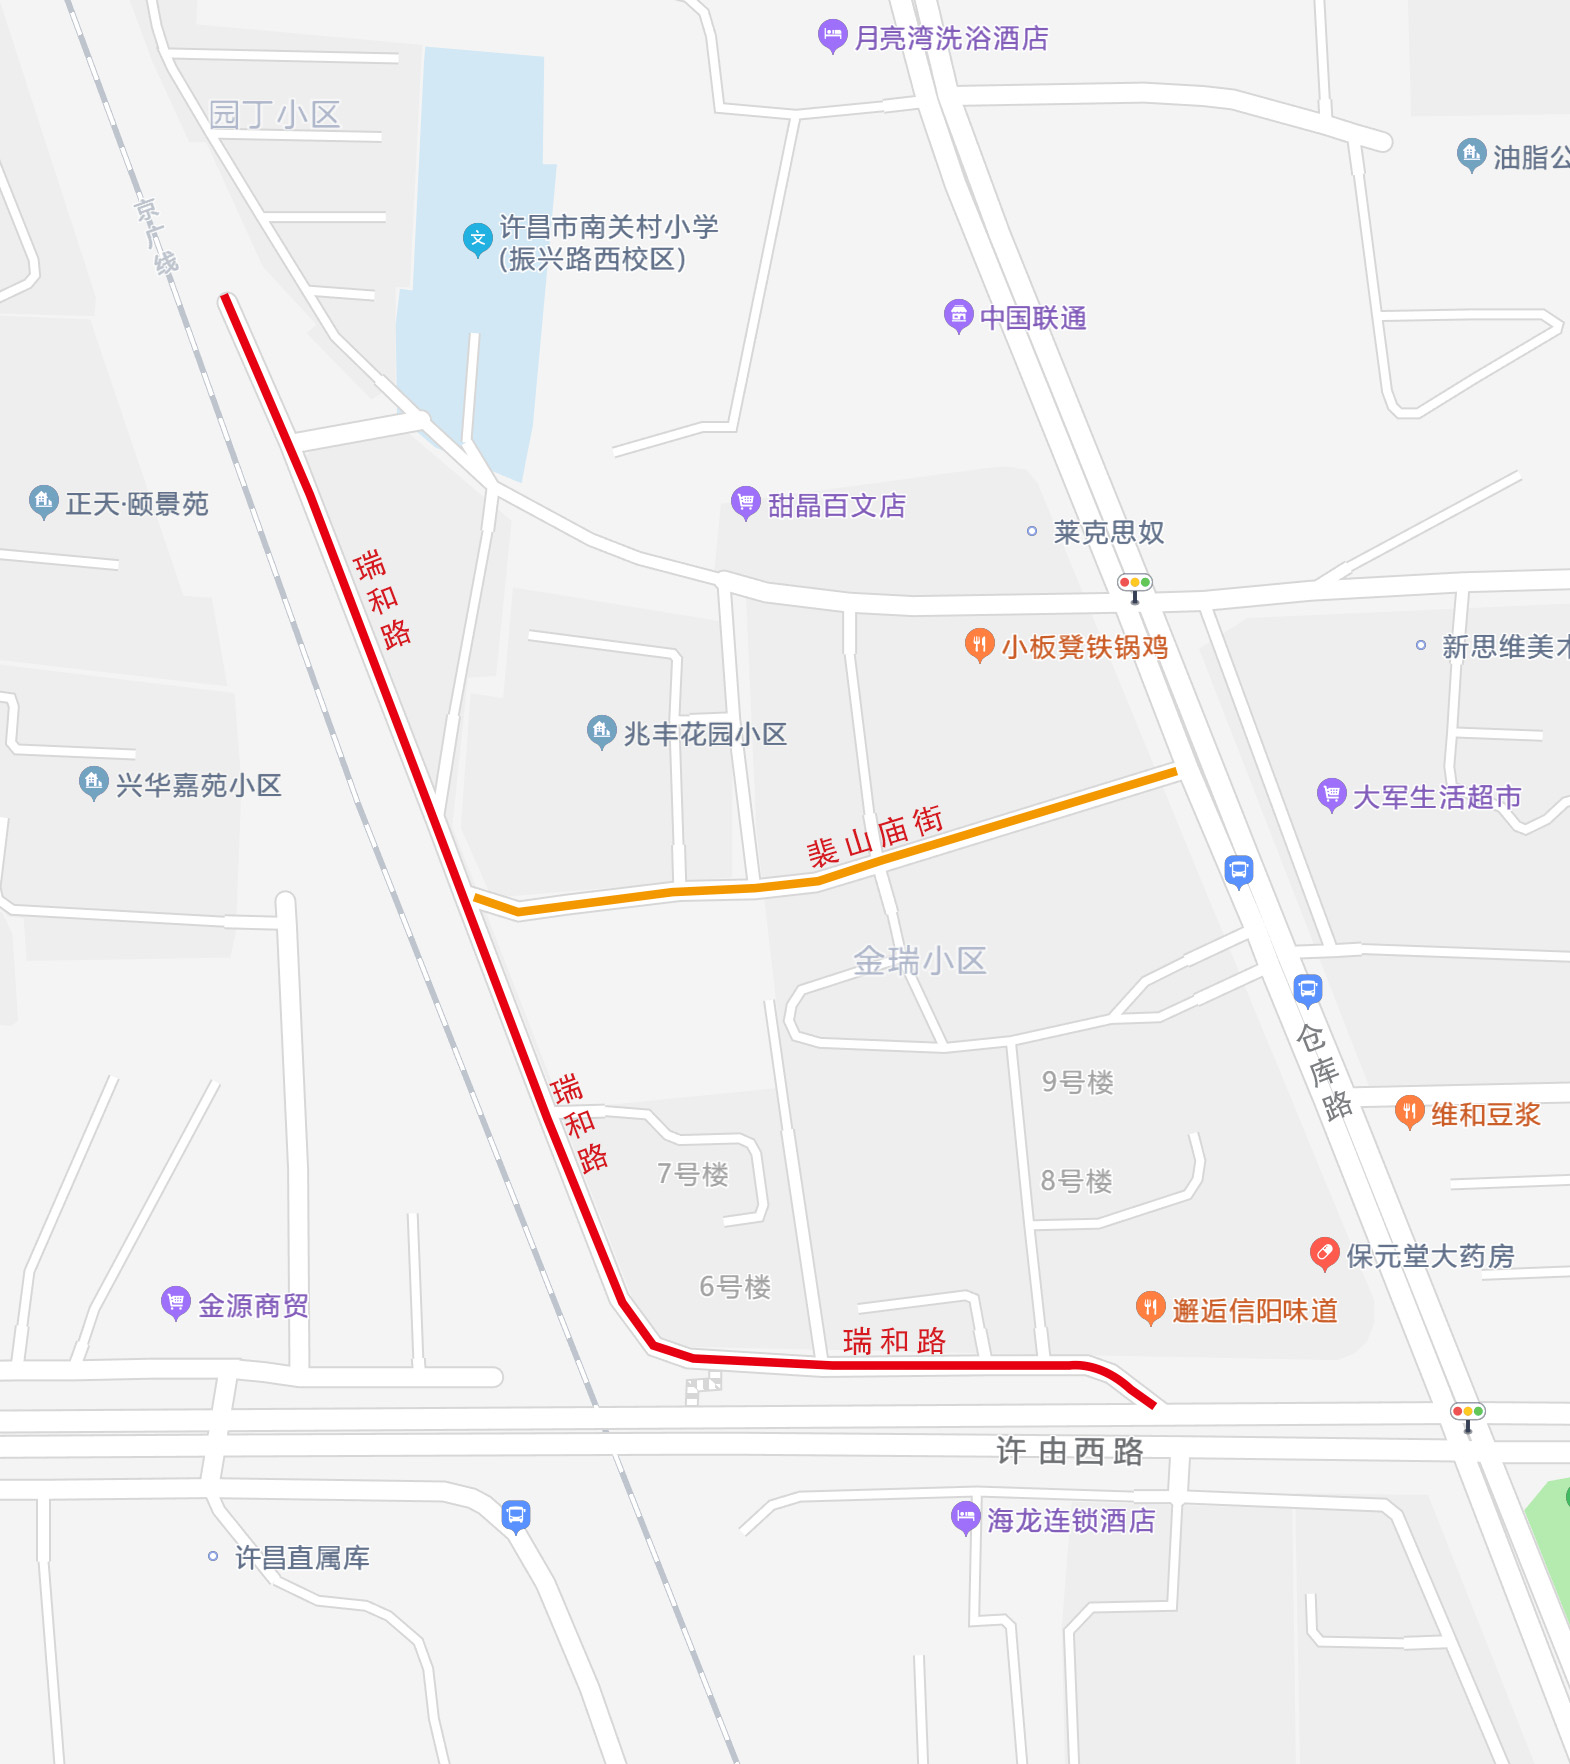 月亮湾洗浴酒店
园丁小区
油脂公
京广线
许昌市南关村小学
(振兴路西校区)
中国联通
正天·颐景苑
甜晶百文店
莱克思奴
瑞和路
小板凳铁锅鸡
新思维美术
兆丰花园小区
兴华嘉苑小区
大军生活超市
裴山庙街
金瑞小区
仓库路
9号楼
瑞和路
维和豆浆
7号楼
8号楼
保元堂大药房
6号楼
金源商贸
邂逅信阳味道
瑞和路
许由西路
海龙连锁酒店
许昌直属库